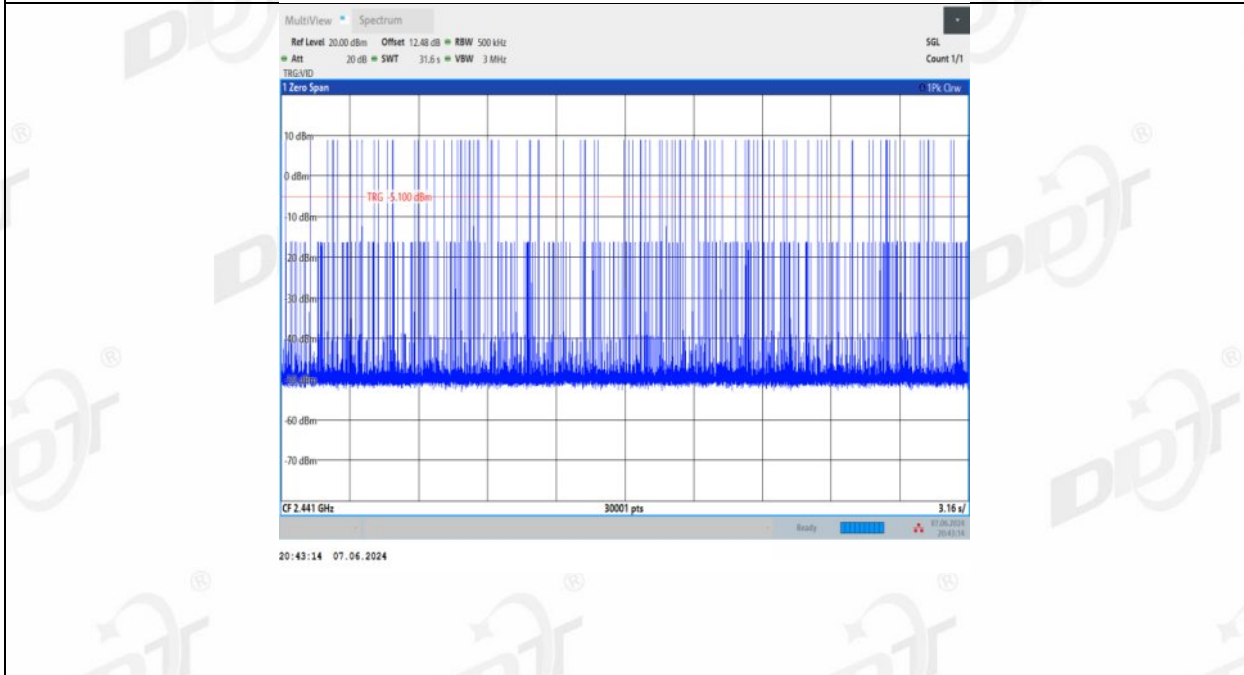 MultiView Spectrum
Ref Level 20.00 dBm Offset 12.48 dB RBW 500 kHz SGL
Att 20 dB SWT 31.6 s VBW 3 MHz Count 1/1
TRG:VID
1 Zero Span 1Pk Clrw
10 dBm
0 dBm
TRG -5.100 dBm
-10 dBm
-20 dBm
-30 dBm
-40 dBm
-50 dBm
-60 dBm
-70 dBm
CF 2.441 GHz 30001 pts 3.16 s/
Ready 07.06.2024
20:43:14
20:43:14 07.06.2024
DDT
®